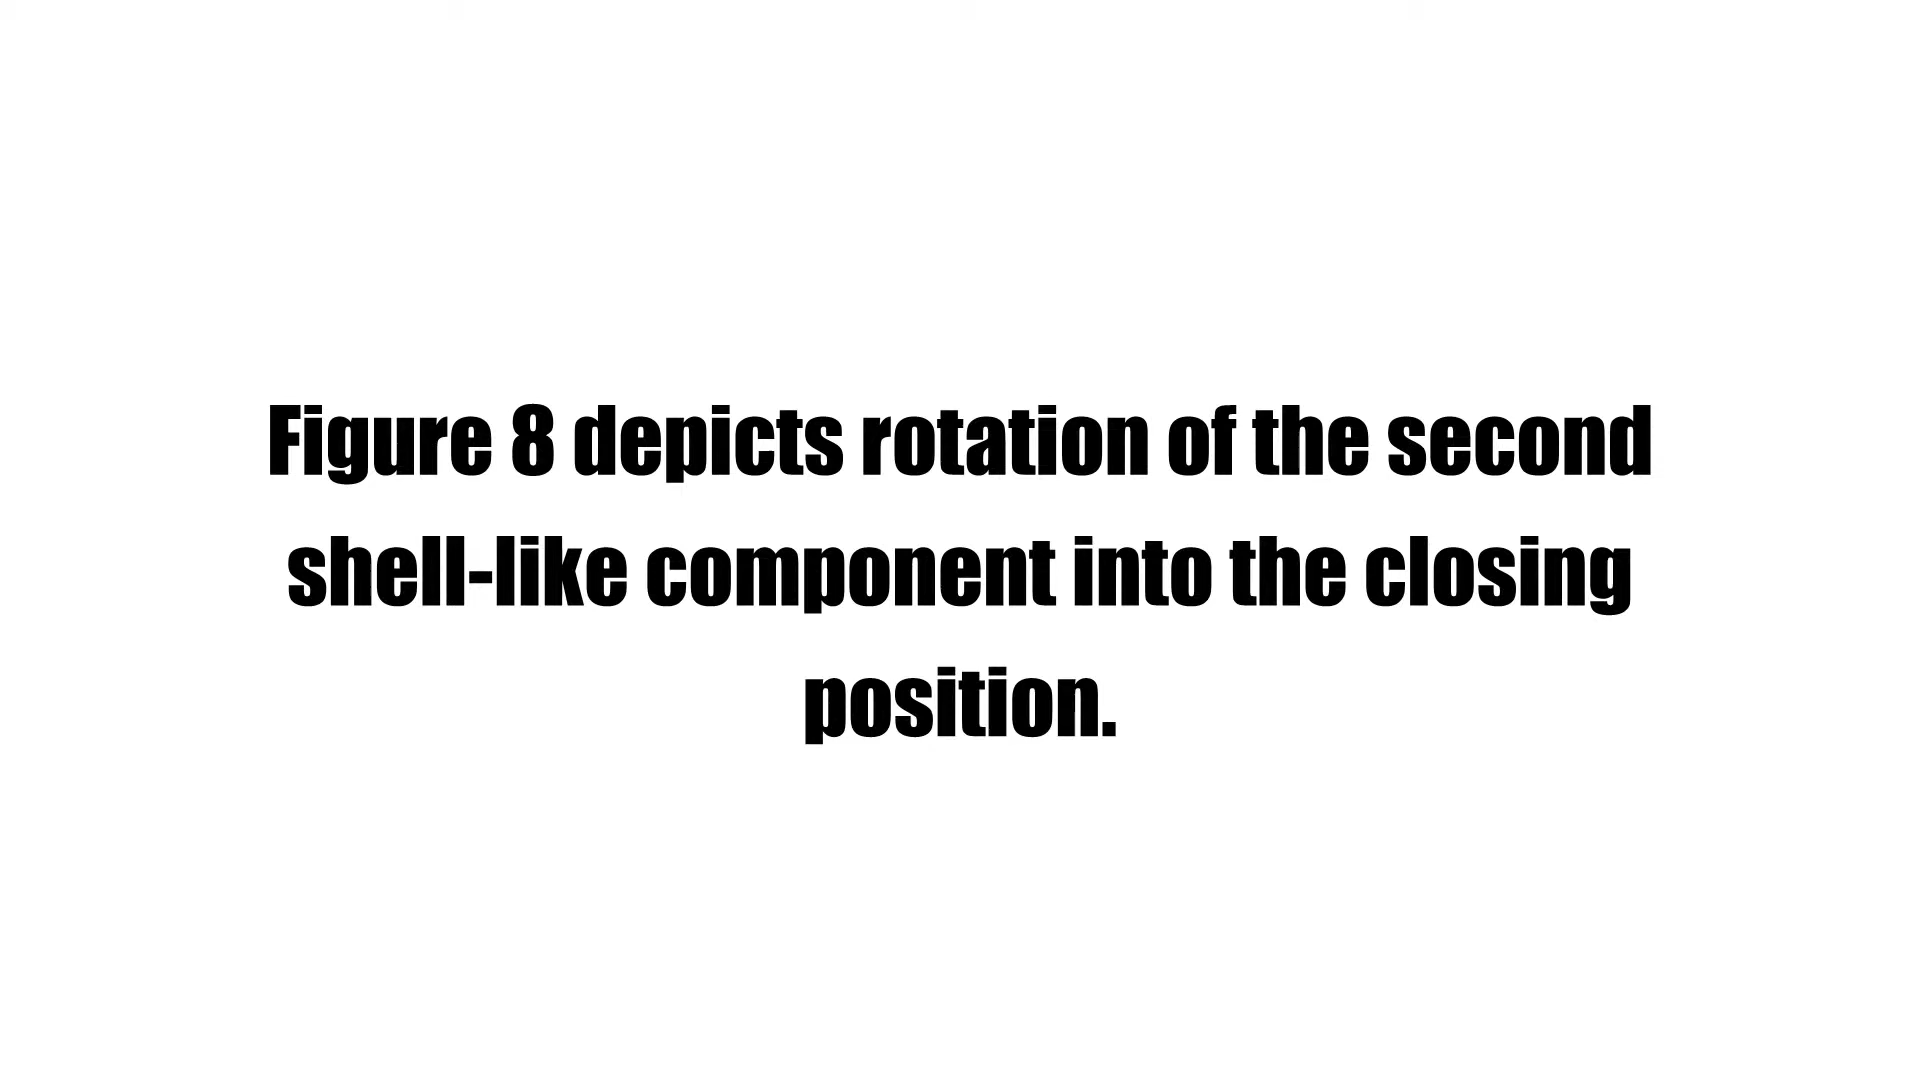 Figure 8 depicts rotation of the second
shell-like component into the closing
position.